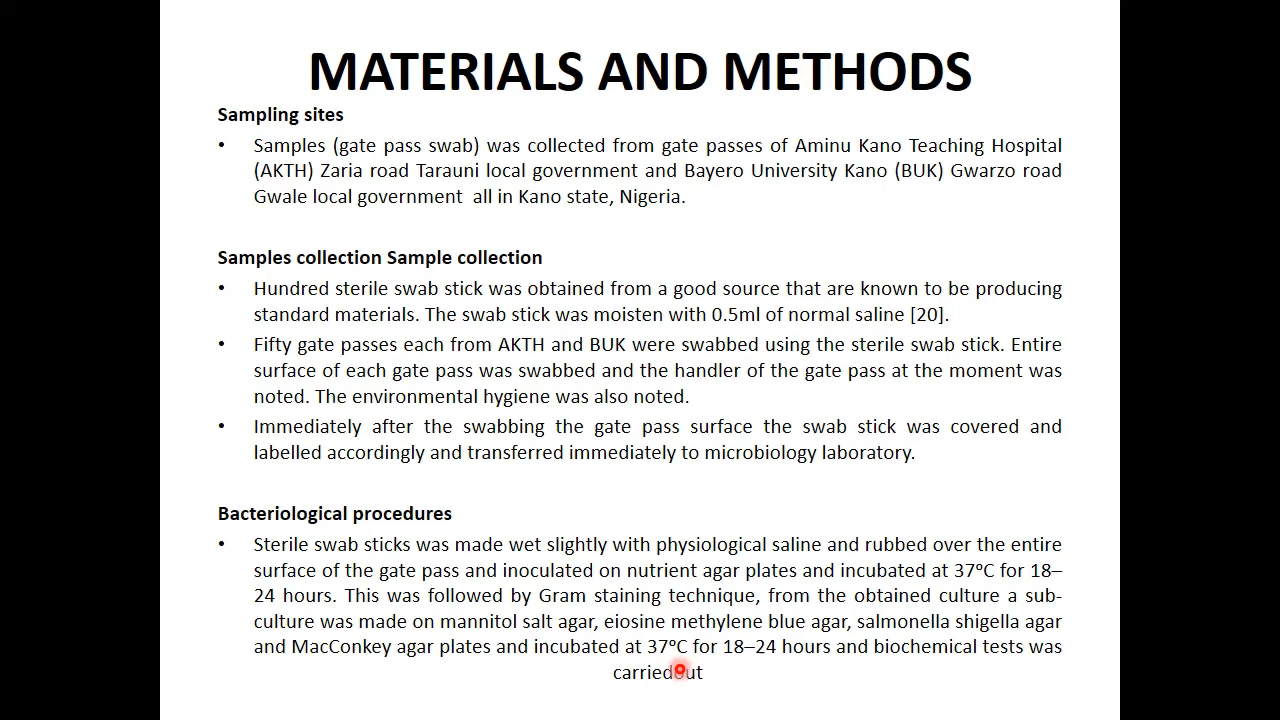 MATERIALS AND METHODS
Sampling sites
• Samples (gate pass swab) was collected from gate passes of Aminu Kano Teaching Hospital
(AKTH) Zaria road Tarauni local government and Bayero University Kano (BUK) Gwarzo road
Gwale local government  all in Kano state, Nigeria.
Samples collection Sample collection
• Hundred sterile swab stick was obtained from a good source that are known to be producing
standard materials. The swab stick was moisten with 0.5ml of normal saline [20].
• Fifty gate passes each from AKTH and BUK were swabbed using the sterile swab stick. Entire
surface of each gate pass was swabbed and the handler of the gate pass at the moment was
noted. The environmental hygiene was also noted.
• Immediately after the swabbing the gate pass surface the swab stick was covered and
labelled accordingly and transferred immediately to microbiology laboratory.
Bacteriological procedures
• Sterile swab sticks was made wet slightly with physiological saline and rubbed over the entire
surface of the gate pass and inoculated on nutrient agar plates and incubated at 37°C for 18–
24 hours. This was followed by Gram staining technique, from the obtained culture a sub-
culture was made on mannitol salt agar, eiosine methylene blue agar, salmonella shigella agar
and MacConkey agar plates and incubated at 37°C for 18–24 hours and biochemical tests was
carried out